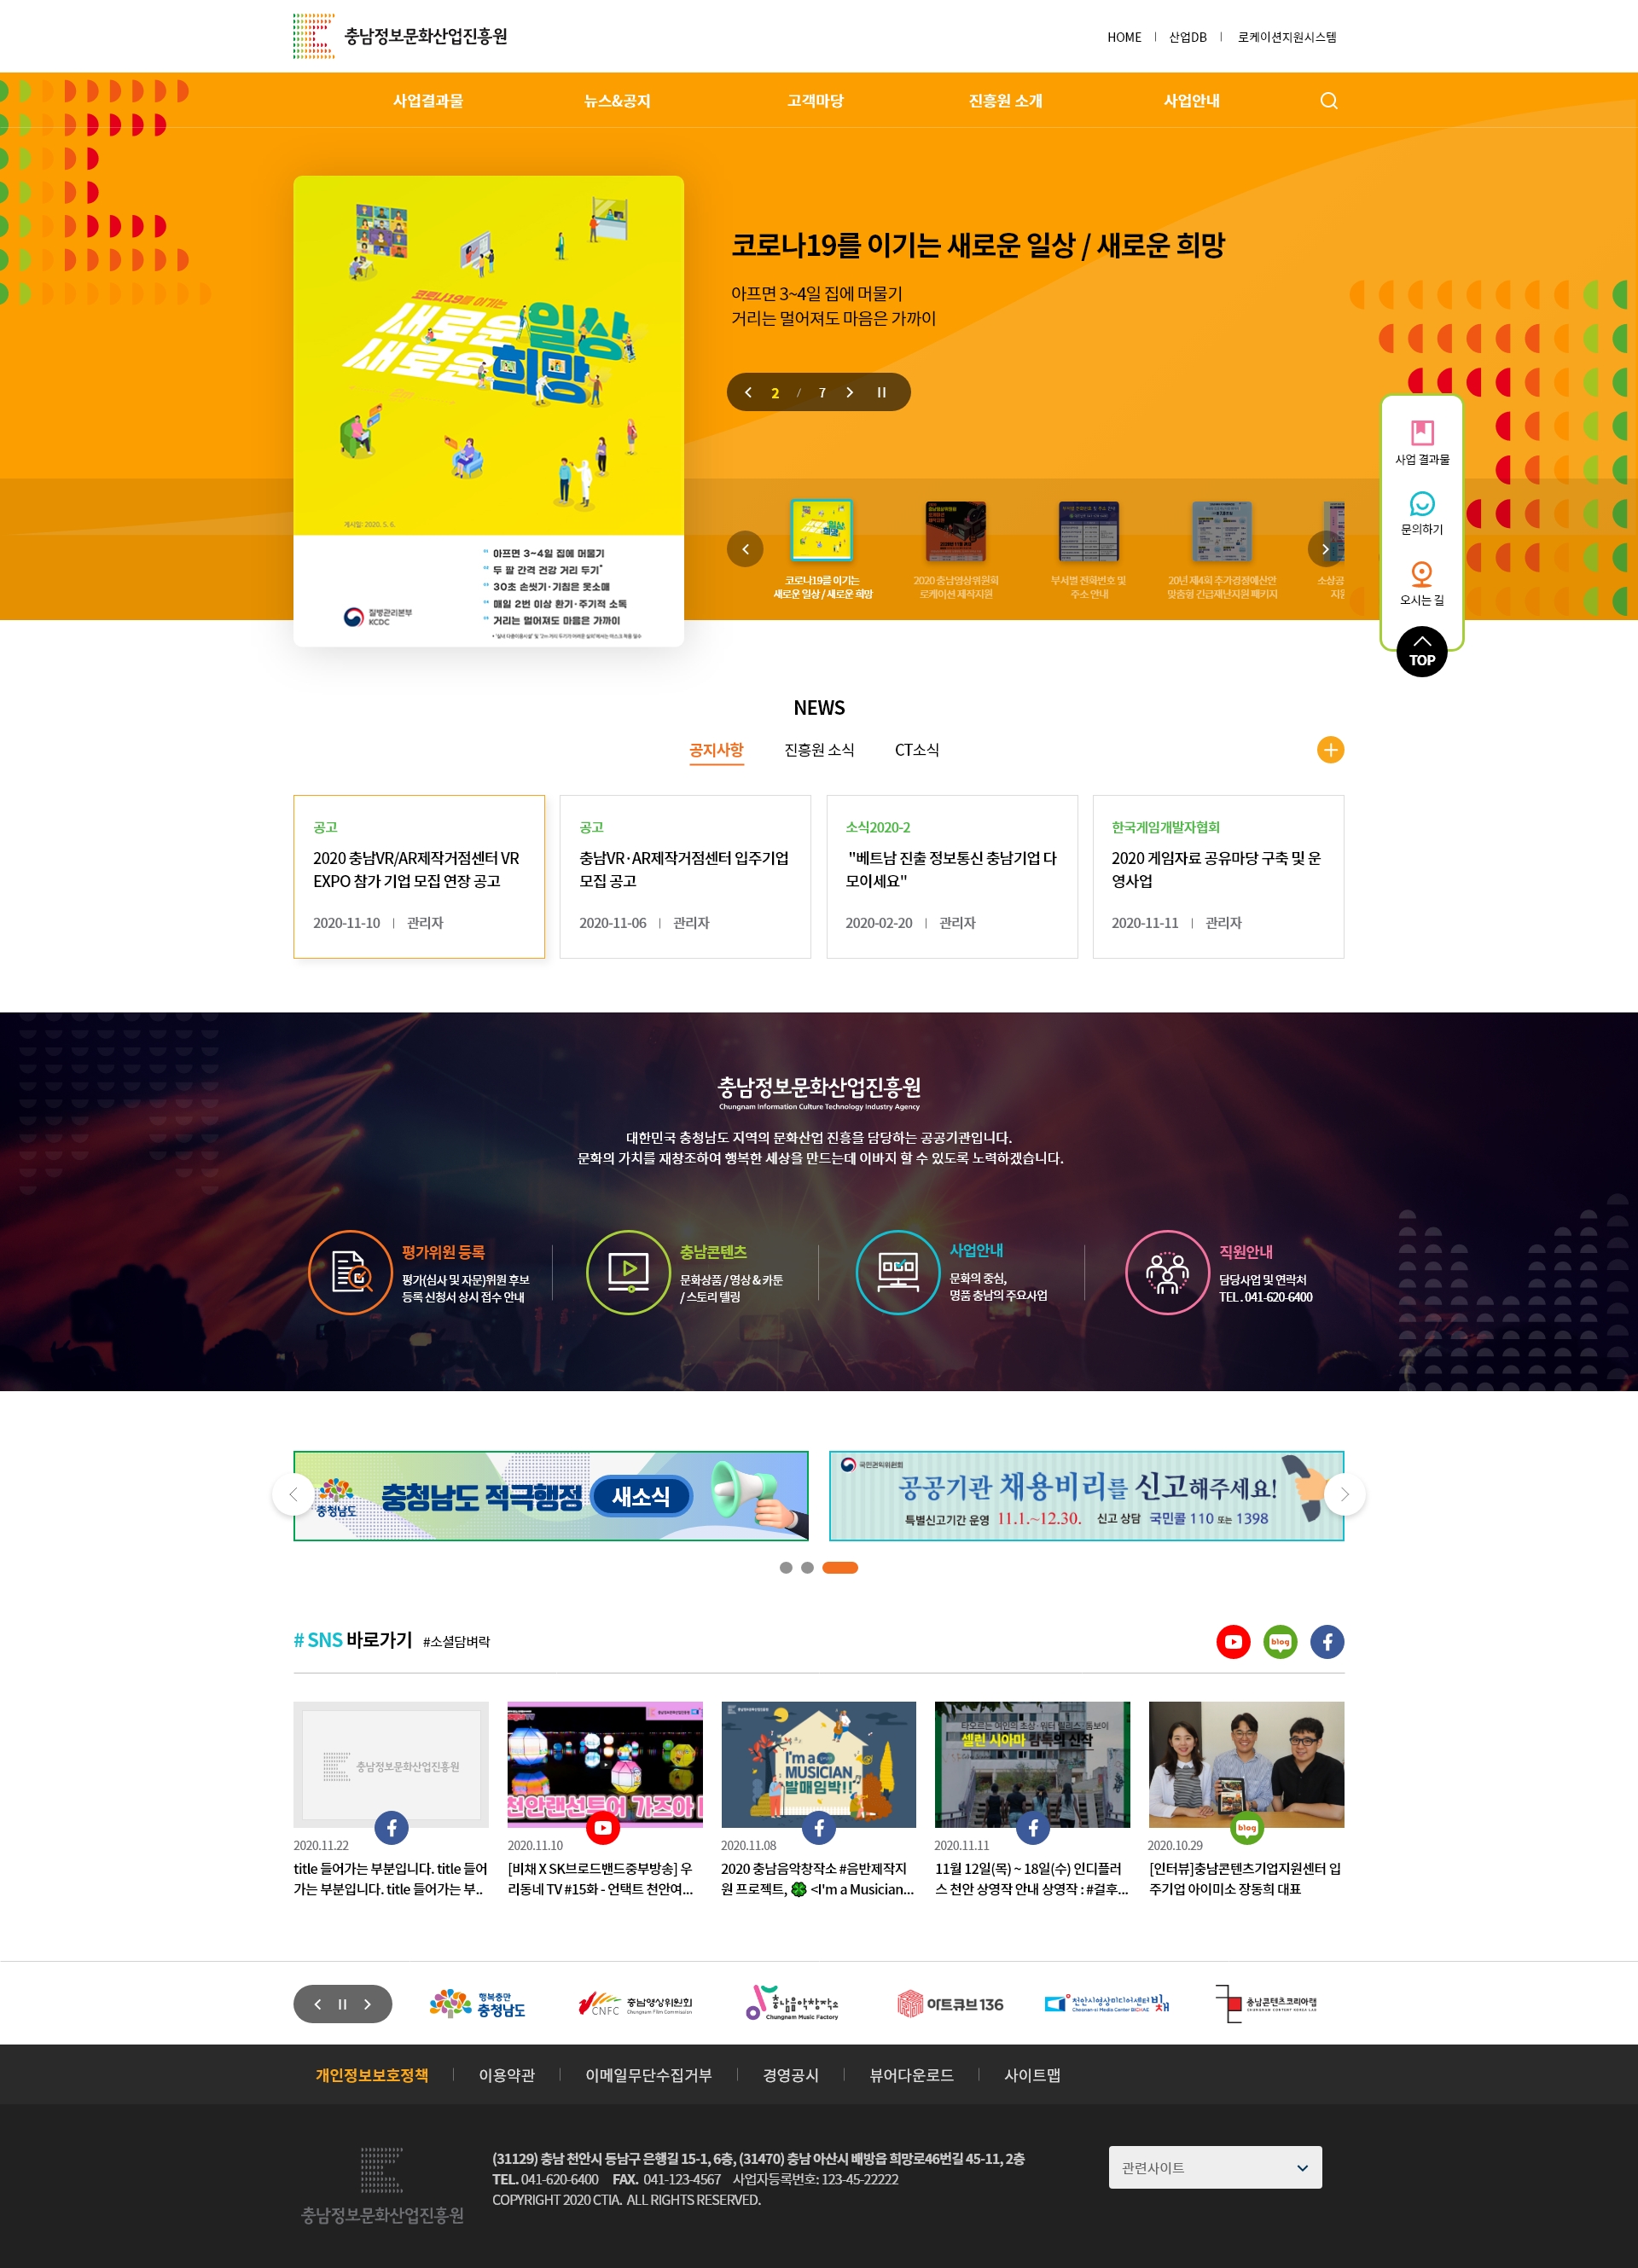 충남정보문화산업진흥원
HOME
산업DB
로케이션지원시스템
사업결과물
뉴스&공지
고객마당
진흥원 소개
사업안내
코로나19를 이기는
새로운 일상
새로운 희망
게시일: 2020. 5. 6.
질병관리본부
KCDC
01 아프면 3~4일 집에 머물기
02 두 팔 간격 건강 거리 두기*
03 30초 손씻기·기침은 옷소매
04 매일 2번 이상 환기·주기적 소독
05 거리는 멀어져도 마음은 가까이
코로나19를 이기는 새로운 일상 / 새로운 희망
아프면 3~4일 집에 머물기
거리는 멀어져도 마음은 가까이
2 / 7
코로나19를 이기는
새로운 일상 / 새로운 희망
2020 충남영상위원회
로케이션 제작지원
부서별 전화번호 및
주소 안내
20년 제4회 추가경정예산안
맞춤형 긴급재난지원 패키지
소상공
지원
사업 결과물
문의하기
오시는 길
TOP
NEWS
공지사항
진흥원 소식
CT소식
공고
2020 충남VR/AR제작거점센터 VR
EXPO 참가 기업 모집 연장 공고
2020-11-10 | 관리자
공고
충남VR·AR제작거점센터 입주기업
모집 공고
2020-11-06 | 관리자
소식2020-2
"베트남 진출 정보통신 충남기업 다
모이세요"
2020-02-20 | 관리자
한국게임개발자협회
2020 게임자료 공유마당 구축 및 운
영사업
2020-11-11 | 관리자
충남정보문화산업진흥원
Chungnam Information Culture Technology Industry Agency
대한민국 충청남도 지역의 문화산업 진흥을 담당하는 공공기관입니다.
문화의 가치를 재창조하여 행복한 세상을 만드는데 이바지 할 수 있도록 노력하겠습니다.
평가위원 등록
평가(심사 및 자문)위원 후보
등록 신청서 상시 접수 안내
충남콘텐츠
문화상품 / 영상 & 카툰
/ 스토리 텔링
사업안내
문화의 중심,
명품 충남의 주요사업
직원안내
담당사업 및 연락처
TEL . 041-620-6400
충청남도
충청남도 적극행정 새소식
국민권익위원회
공공기관 채용비리를 신고해주세요!
특별신고기간 운영 11.1.~12.30. 신고 상담 국민콜 110 또는 1398
# SNS 바로가기 #소셜담벼락
blog
충남정보문화산업진흥원
2020.11.22
title 들어가는 부분입니다. title 들어
가는 부분입니다. title 들어가는 부..
천안랜선투어 가즈아
2020.11.10
[비채 X SK브로드밴드중부방송] 우
리동네 TV #15화 - 언택트 천안여...
I'm a
MUSICIAN
발매임박!!
2020.11.08
2020 충남음악창작소 #음반제작지
원 프로젝트, 🍀 <I'm a Musician...
타오르는 여인의 초상·워터 릴리스·톰보이
셀린 시아마 감독의 신작
2020.11.11
11월 12일(목) ~ 18일(수) 인디플러
스 천안 상영작 안내 상영작 : #걸후...
blog
2020.10.29
[인터뷰]충남콘텐츠기업지원센터 입
주기업 아이미소 장동희 대표
행복충만
충청남도
CNFC
충남영상위원회
Chungnam Film Commission
충남음악창작소
Chungnam Music Factory
아트큐브 136
천안시영상미디어센터 비채
Cheonan-si Media Center BICHAE
충남콘텐츠코리아랩
CHUNGNAM CONTENT KOREA LAB
개인정보보호정책
이용약관
이메일무단수집거부
경영공시
뷰어다운로드
사이트맵
충남정보문화산업진흥원
(31129) 충남 천안시 동남구 은행길 15-1, 6층, (31470) 충남 아산시 배방읍 희망로46번길 45-11, 2층
TEL. 041-620-6400 FAX. 041-123-4567 사업자등록번호: 123-45-22222
COPYRIGHT 2020 CTIA. ALL RIGHTS RESERVED.
관련사이트